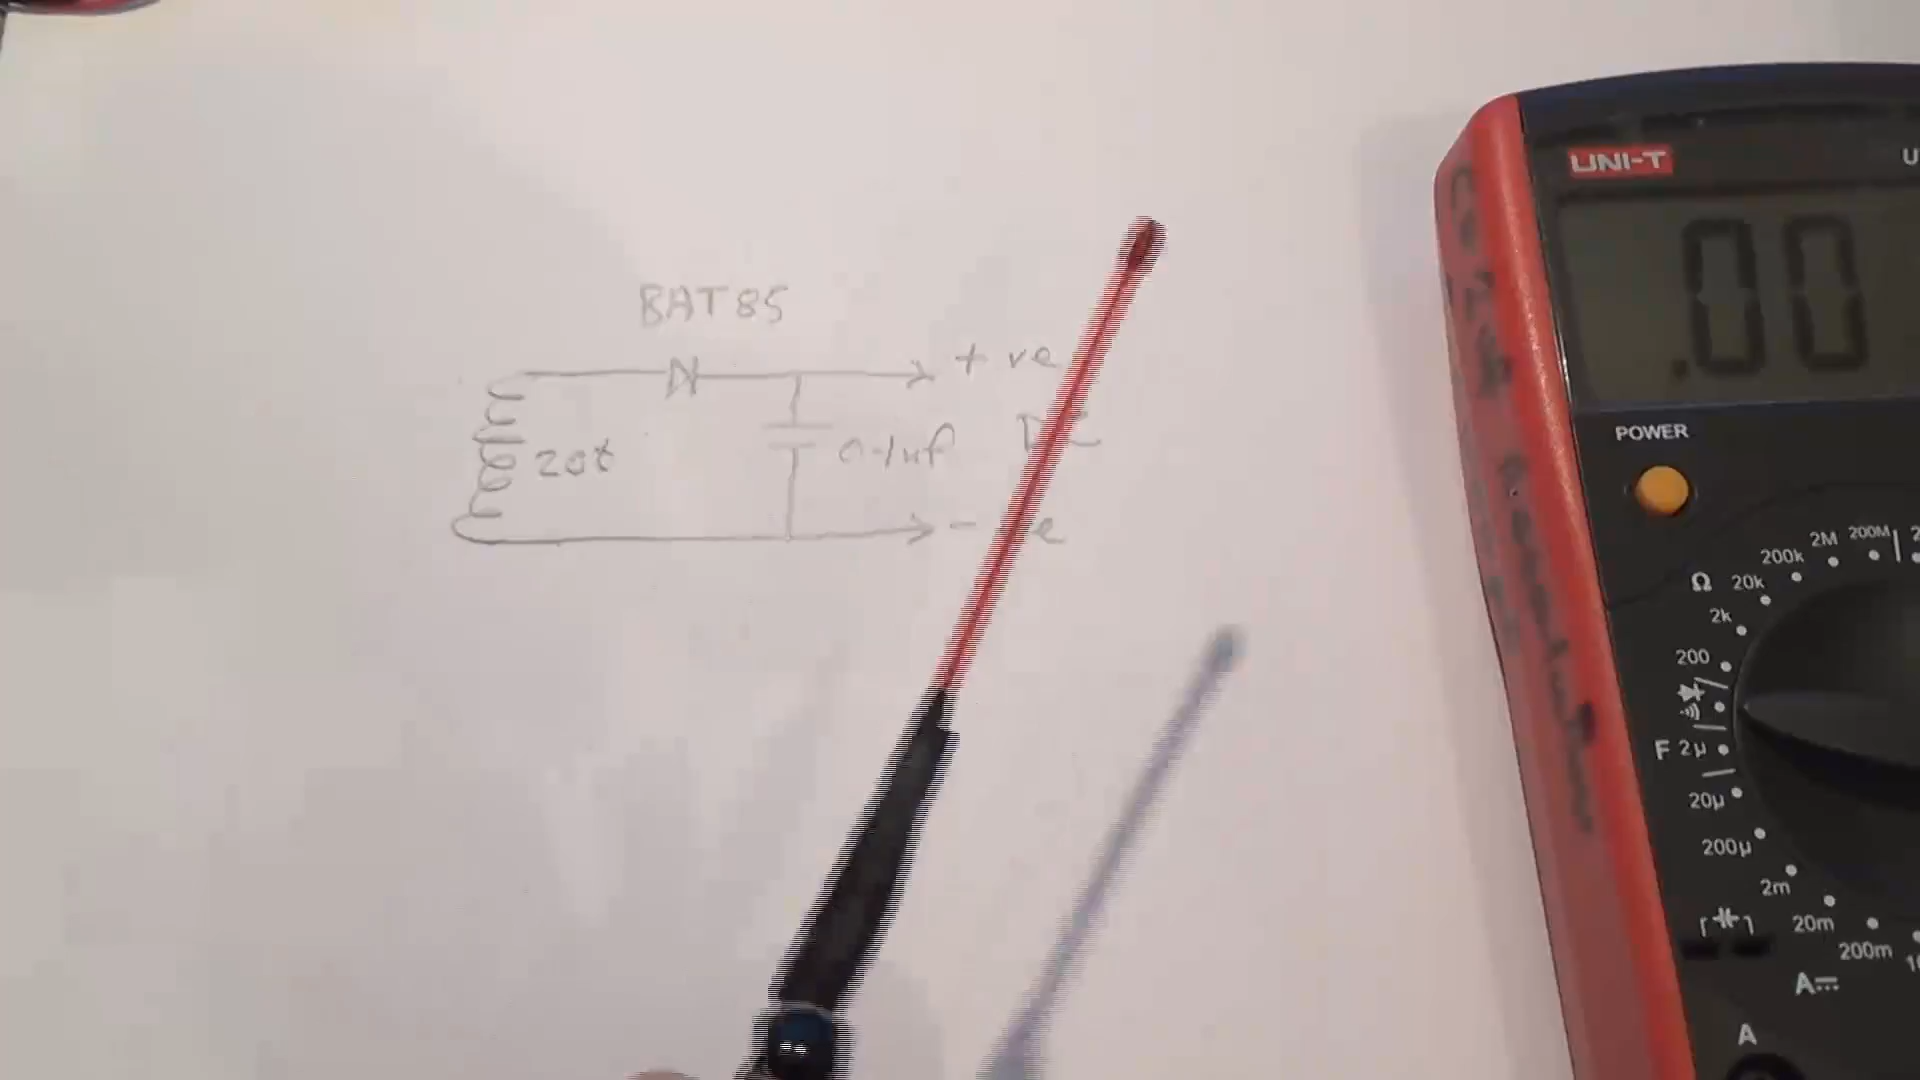 BAT85
+ ve
20t
0.1uf
DC
- ve
UNI-T
U
.00
POWER
200M
2M
200k
Ω
20k
2k
200
F 2µ
20µ
200µ
2m
20m
200m
A
A